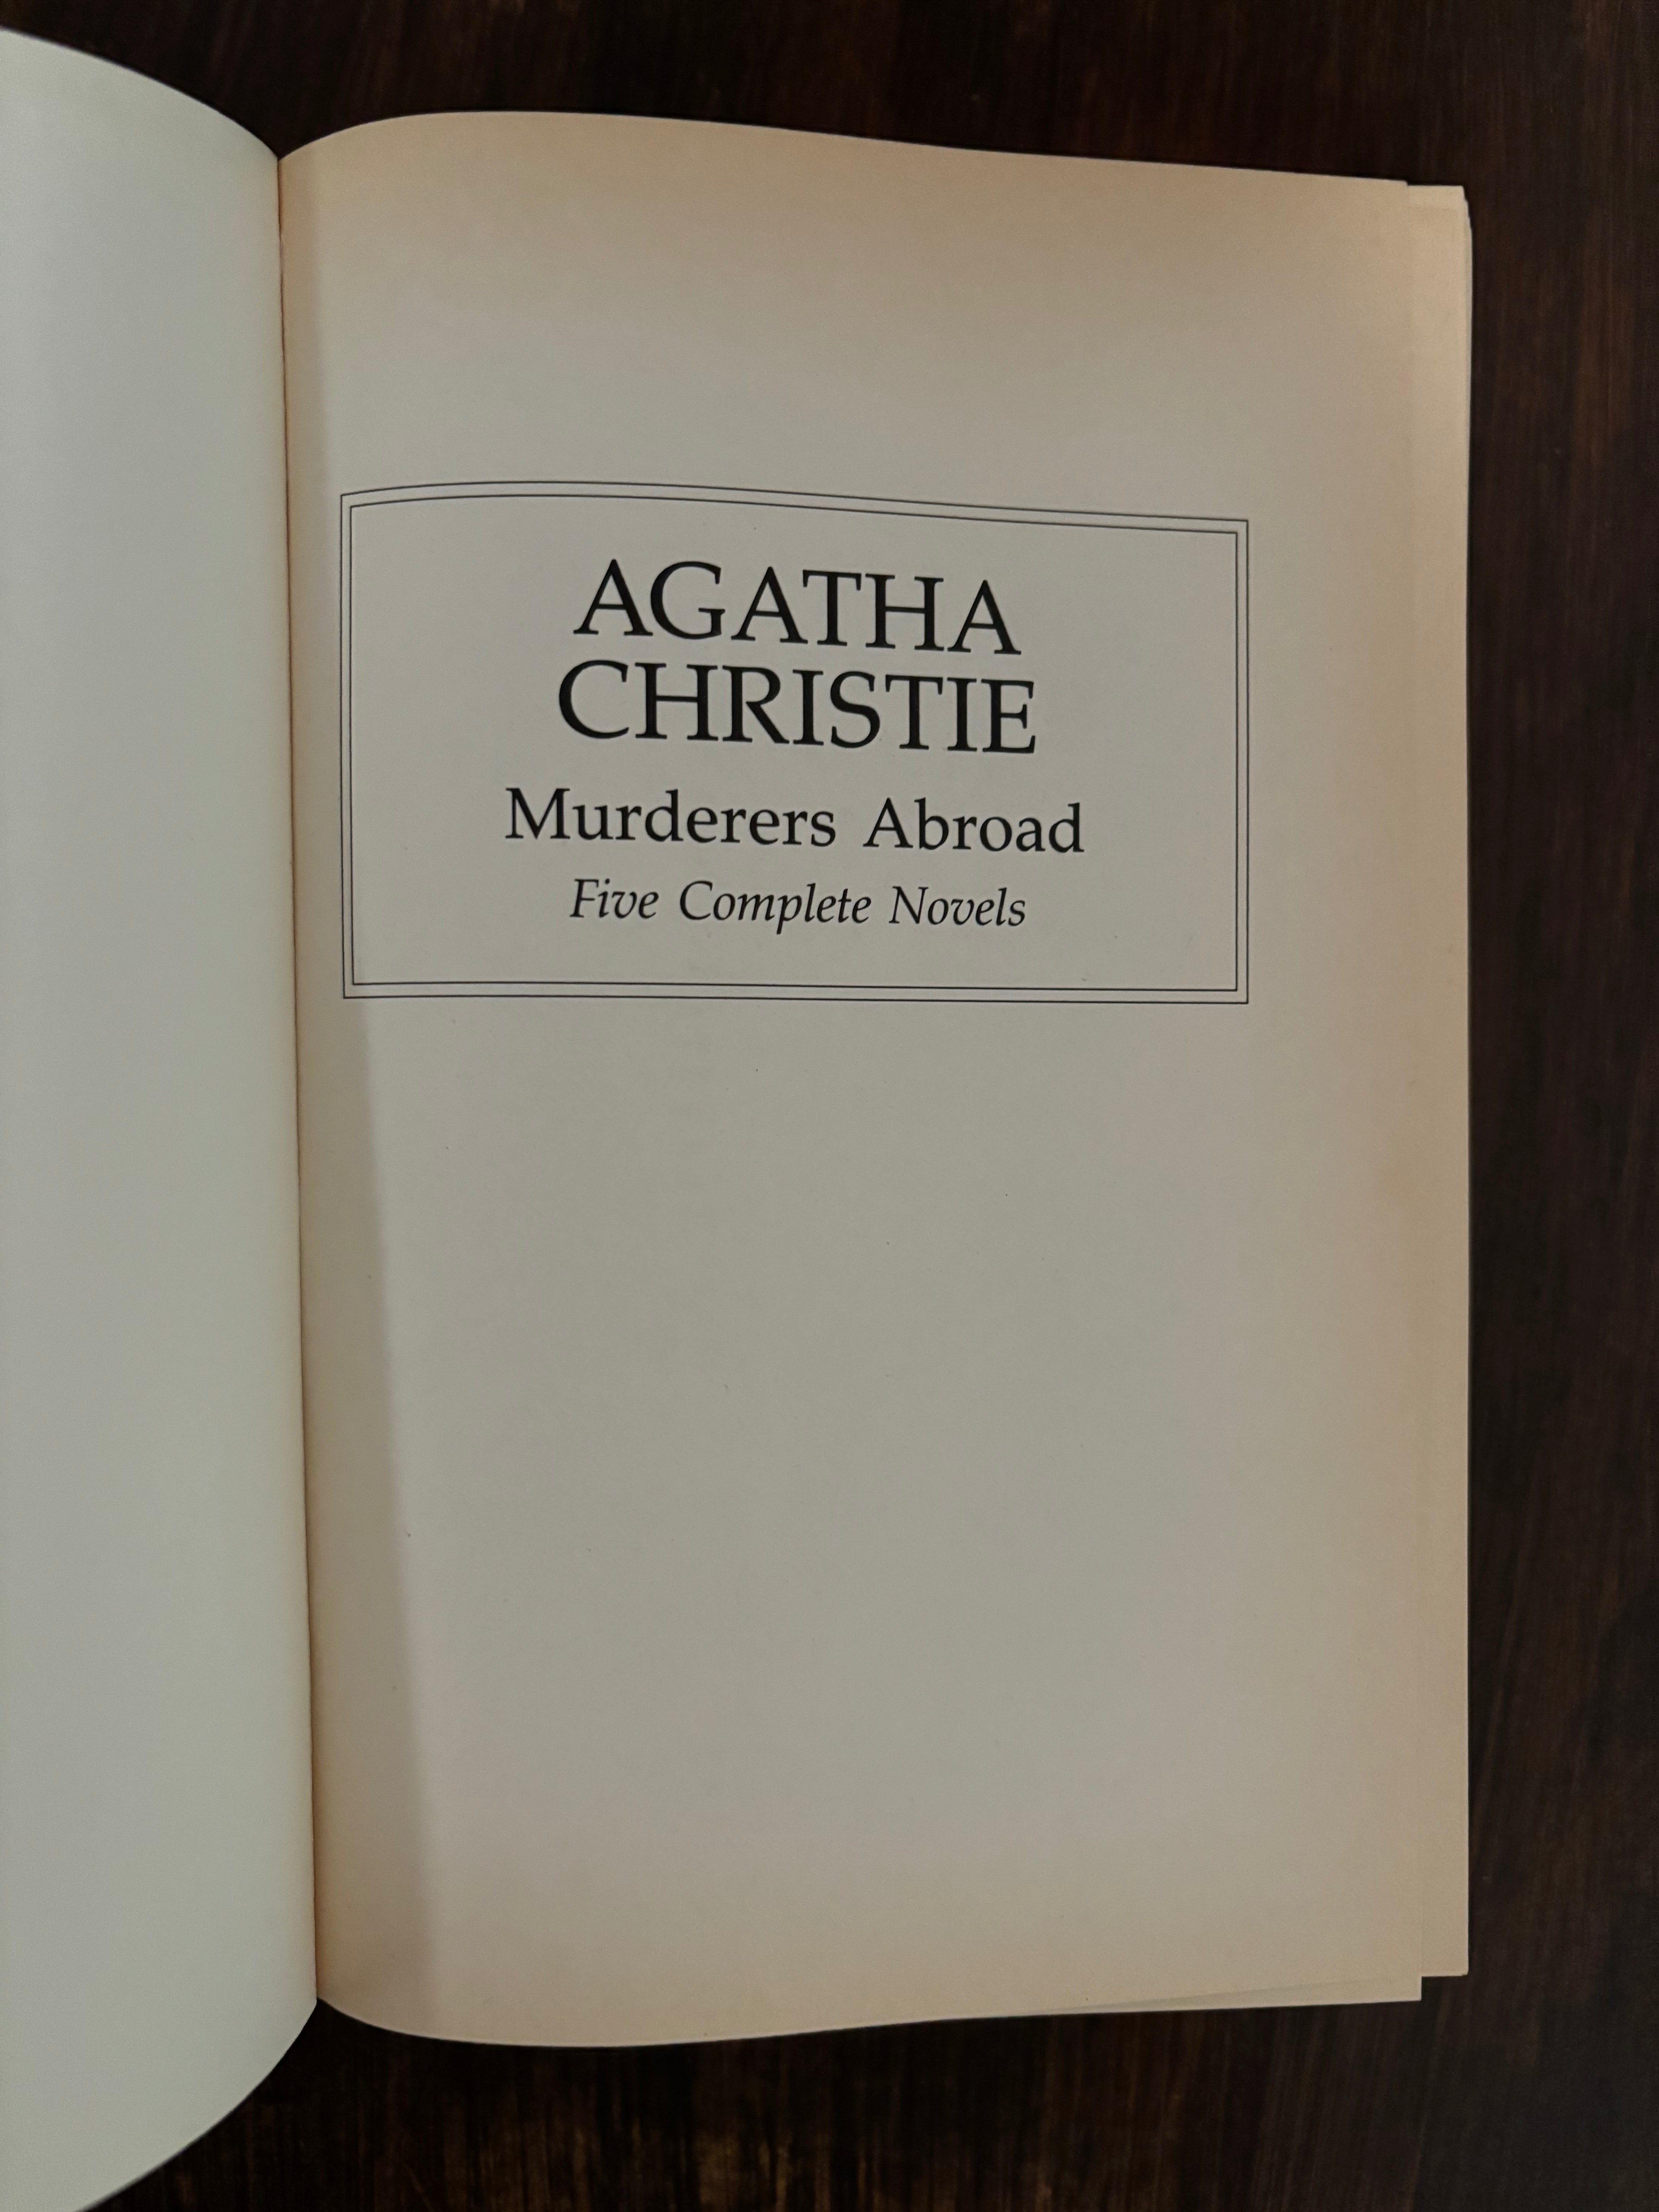 AGATHA
CHRISTIE
Murderers Abroad
Five Complete Novels